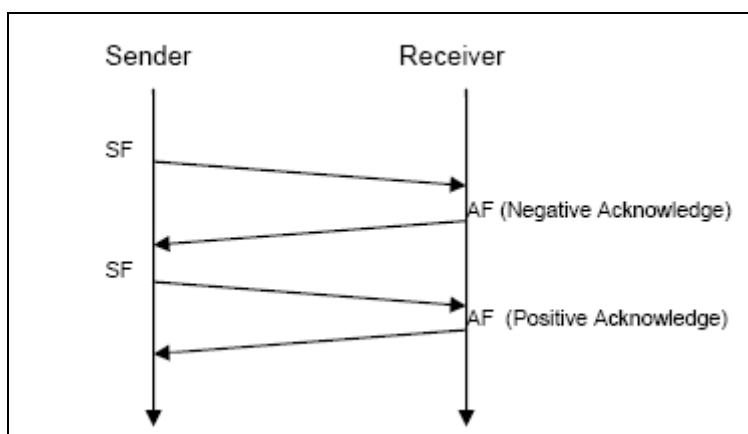 Sender Receiver
SF
AF (Negative Acknowledge)
SF
AF (Positive Acknowledge)